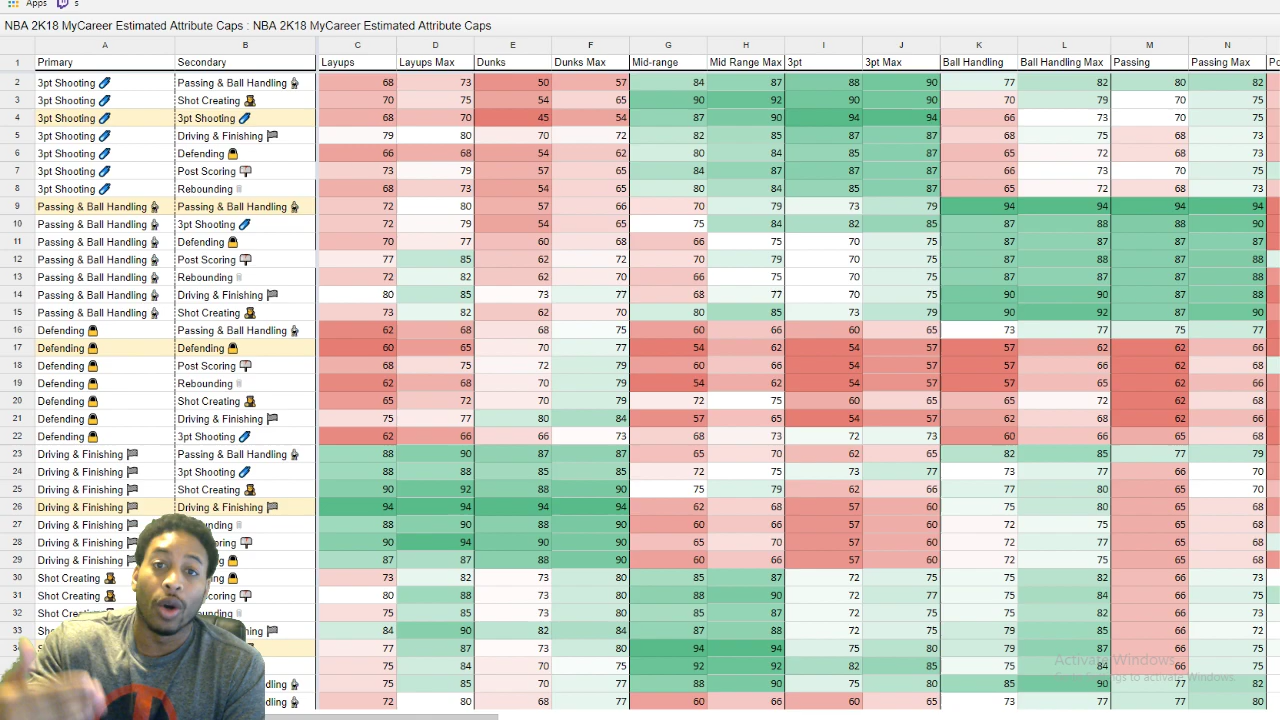 Apps s
NBA 2K18 MyCareer Estimated Attribute Caps : NBA 2K18 MyCareer Estimated Attribute Caps
A B C D E F G H I J K L M N
1 Primary Secondary Layups Layups Max Dunks Dunks Max Mid-range Mid Range Max 3pt 3pt Max Ball Handling Ball Handling Max Passing Passing Max
2 3pt Shooting Passing & Ball Handling 68 73 50 57 84 87 88 90 77 82 80 82
3 3pt Shooting Shot Creating 70 75 54 65 90 92 90 90 70 79 70 75
4 3pt Shooting 3pt Shooting 68 70 45 54 87 90 94 94 66 73 70 75
5 3pt Shooting Driving & Finishing 79 80 70 72 82 85 87 87 68 75 68 73
6 3pt Shooting Defending 66 68 54 62 80 84 85 87 65 72 68 73
7 3pt Shooting Post Scoring 73 79 57 65 84 87 87 87 66 73 70 75
8 3pt Shooting Rebounding 68 73 54 65 80 84 85 87 65 72 68 73
9 Passing & Ball Handling Passing & Ball Handling 72 80 57 66 70 79 73 79 94 94 94 94
10 Passing & Ball Handling 3pt Shooting 72 79 54 65 75 84 82 84 87 88 88 90
11 Passing & Ball Handling Defending 70 77 60 68 66 75 70 75 87 88 87 87
12 Passing & Ball Handling Post Scoring 77 85 62 72 70 79 70 75 87 88 87 88
13 Passing & Ball Handling Rebounding 72 82 62 70 66 75 70 75 87 88 87 88
14 Passing & Ball Handling Driving & Finishing 80 85 73 77 68 77 70 75 90 90 87 88
15 Passing & Ball Handling Shot Creating 73 82 62 70 80 85 73 79 90 92 87 90
16 Defending Passing & Ball Handling 62 68 68 75 60 66 60 65 73 77 75 77
17 Defending Defending 60 65 70 77 54 62 54 57 57 62 62 66
18 Defending Post Scoring 68 75 72 79 60 66 54 57 57 66 62 68
19 Defending Rebounding 62 68 70 79 54 62 54 57 57 66 62 68
20 Defending Shot Creating 65 72 70 79 72 75 60 65 65 72 62 68
21 Defending Driving & Finishing 75 77 80 84 57 65 54 57 62 68 62 66
22 Defending 3pt Shooting 62 66 66 73 68 73 72 73 60 66 65 68
23 Driving & Finishing Passing & Ball Handling 88 90 87 87 65 70 62 65 82 85 77 79
24 Driving & Finishing 3pt Shooting 88 88 85 85 72 75 73 77 73 77 66 70
25 Driving & Finishing Shot Creating 90 92 88 90 75 79 62 66 77 80 65 70
26 Driving & Finishing Driving & Finishing 94 94 94 94 62 68 57 60 75 80 65 68
27 Driving & Finishing unding 88 90 88 90 60 66 57 60 72 75 65 68
28 Driving & Finishing oring 90 94 90 90 65 70 57 60 72 77 65 68
29 Driving & Finishing g 87 87 88 90 60 66 57 60 72 75 65 68
30 Shot Creating ng 73 82 73 80 85 87 72 75 75 82 66 73
31 Shot Creating coring 80 88 73 80 88 90 72 77 75 84 66 75
32 Shot Crea unding 75 85 73 80 85 87 72 75 75 84 66 75
33 Sho hing 84 90 82 84 87 88 72 75 79 85 66 72
77 87 73 80 94 94 75 80 79 87 66 75
75 84 70 75 92 92 82 85 75 84 66 75
dling 75 85 73 80 88 90 75 80 85 90 77 82
dling 72 80 68 77 60 66 60 65 73 77 77 80
Activate Windows
to activate Windows.